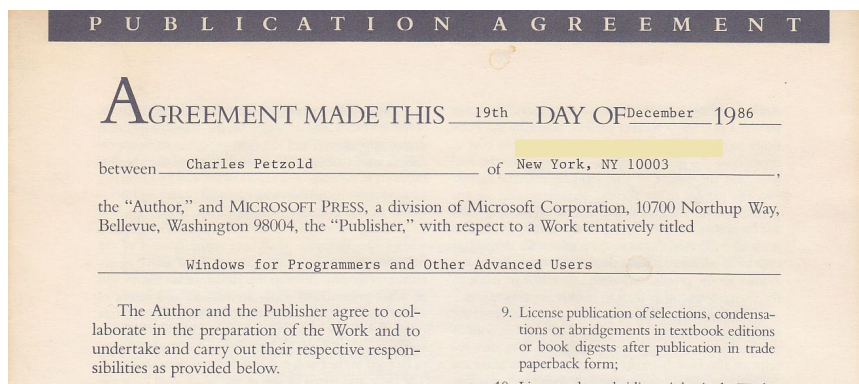 PUBLICATION AGREEMENT
AGREEMENT MADE THIS 19th DAY OF December 1986
between Charles Petzold of New York, NY 10003,
the “Author,” and MICROSOFT PRESS, a division of Microsoft Corporation, 10700 Northup Way,
Bellevue, Washington 98004, the “Publisher,” with respect to a Work tentatively titled
Windows for Programmers and Other Advanced Users
The Author and the Publisher agree to col-
laborate in the preparation of the Work and to
undertake and carry out their respective respon-
sibilities as provided below.
9. License publication of selections, condensa-
tions or abridgements in textbook editions
or book digests after publication in trade
paperback form;